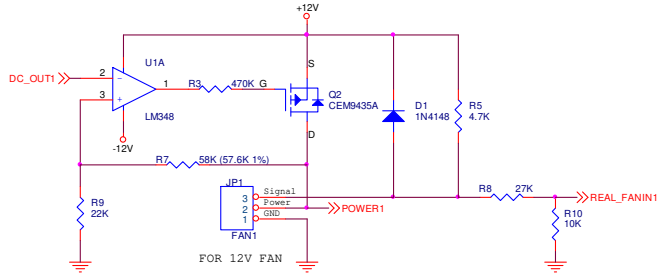 +12V
U1A
S
DC_OUT1
2
−
1
R3
470K
G
Q2
CEM9435A
D1
1N4148
R5
4.7K
3
+
LM348
-12V
D
R7
58K (57.6K 1%)
JP1
Signal
3
R8
27K
REAL_FANIN1
R9
22K
Power
2
POWER1
GND
1
R10
10K
FAN1
FOR 12V FAN